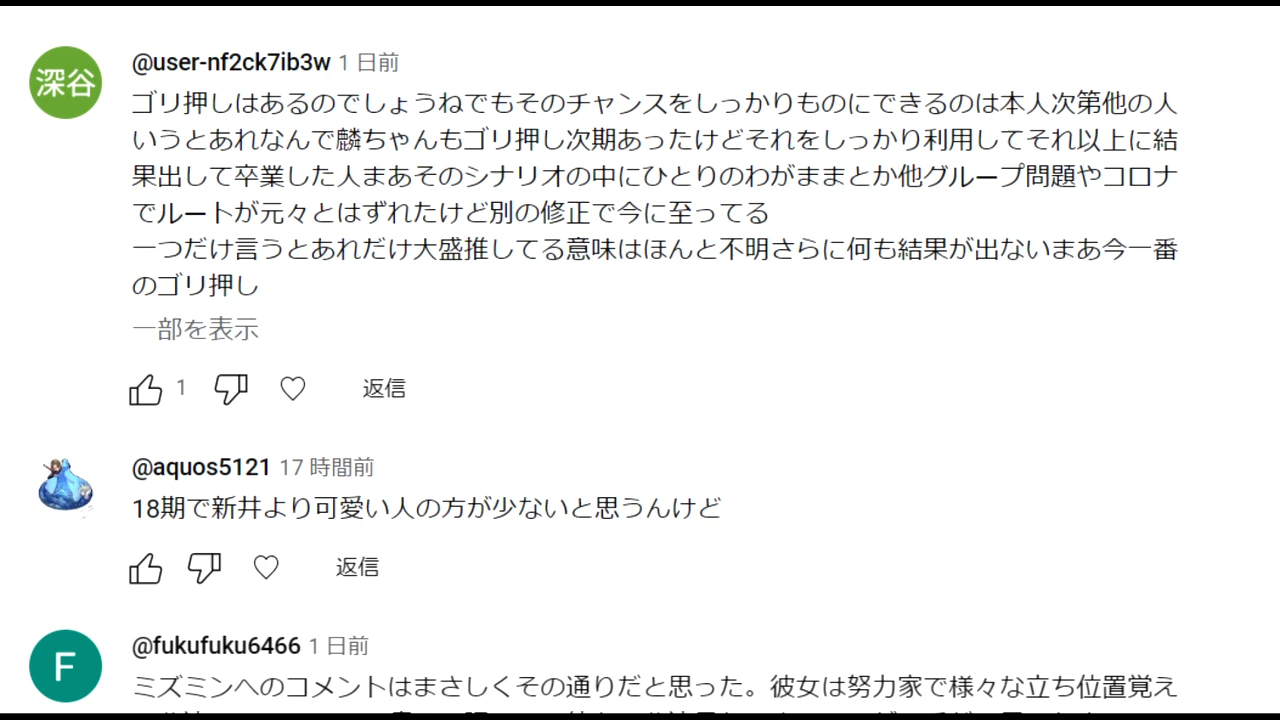 深谷
@user-nf2ck7ib3w 1 日前
ゴリ押しはあるのでしょうねでもそのチャンスをしっかりものにできるのは本人次第他の人
いうとあれなんで麟ちゃんもゴリ押し次期あったけどそれをしっかり利用してそれ以上に結
果出して卒業した人まあそのシナリオの中にひとりのわがままとか他グループ問題やコロナ
でルートが元々とはずれたけど別の修正で今に至ってる
一つだけ言うとあれだけ大盛推してる意味はほんと不明さらに何も結果が出ないまあ今一番
のゴリ押し
一部を表示
1 返信
@aquos5121 17 時間前
18期で新井より可愛い人の方が少ないと思うんけど
返信
F
@fukufuku6466 1 日前
ミズミンへのコメントはまさしくその通りだと思った。彼女は努力家で様々な立ち位置覚え